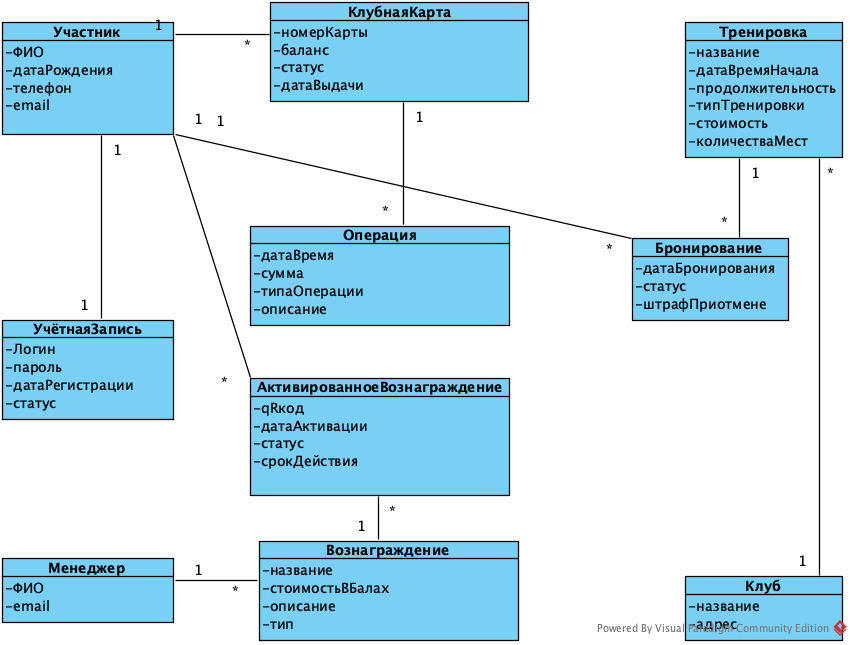 Участник
-ФИО
-датаРождения
-телефон
-email
1
*
КлубнаяКарта
-номерКарты
-баланс
-статус
-датаВыдачи
Тренировка
-название
-датаВремяНачала
-продолжительность
-типТренировки
-стоимость
-количестваМест
1
1
1
1
1
*
*
*
Операция
-датаВремя
-сумма
-типаОперации
-описание
*
Бронирование
-датаБронирования
-статус
-штрафПриотмене
1
УчётнаяЗапись
-Логин
-пароль
-датаРегистрации
-статус
*
АктивированноеВознаграждение
-qRкод
-датаАктивации
-статус
-срокДействия
*
1
Менеджер
-ФИО
-email
1
*
Вознаграждение
-название
-стоимостьВБалах
-описание
-тип
1
Клуб
-название
-адрес
Powered By Visual Paradigm Community Edition